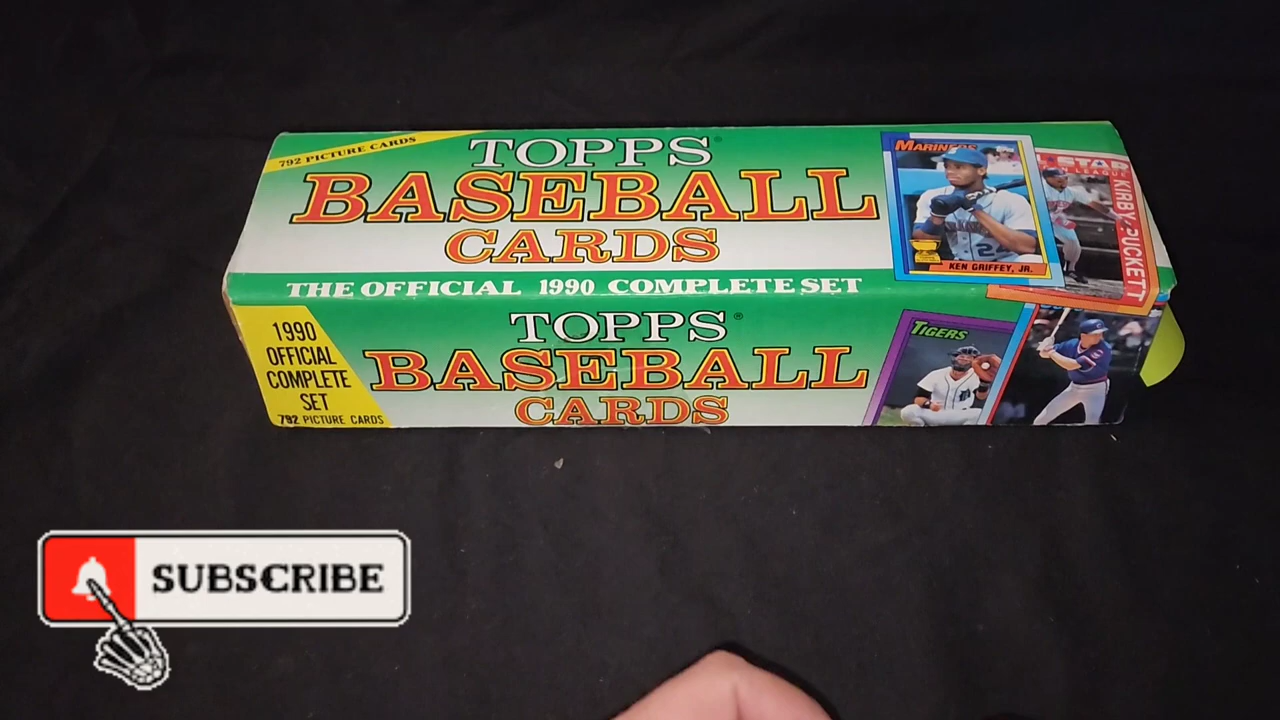 792 PICTURE CARDS
TOPPS®
BASEBALL
CARDS
MARINERS
KEN GRIFFEY, JR.
KIRBY PUCKETT
THE OFFICIAL 1990 COMPLETE SET
1990
OFFICIAL
COMPLETE
SET
792 PICTURE CARDS
TOPPS®
BASEBALL
CARDS
TIGERS
SUBSCRIBE